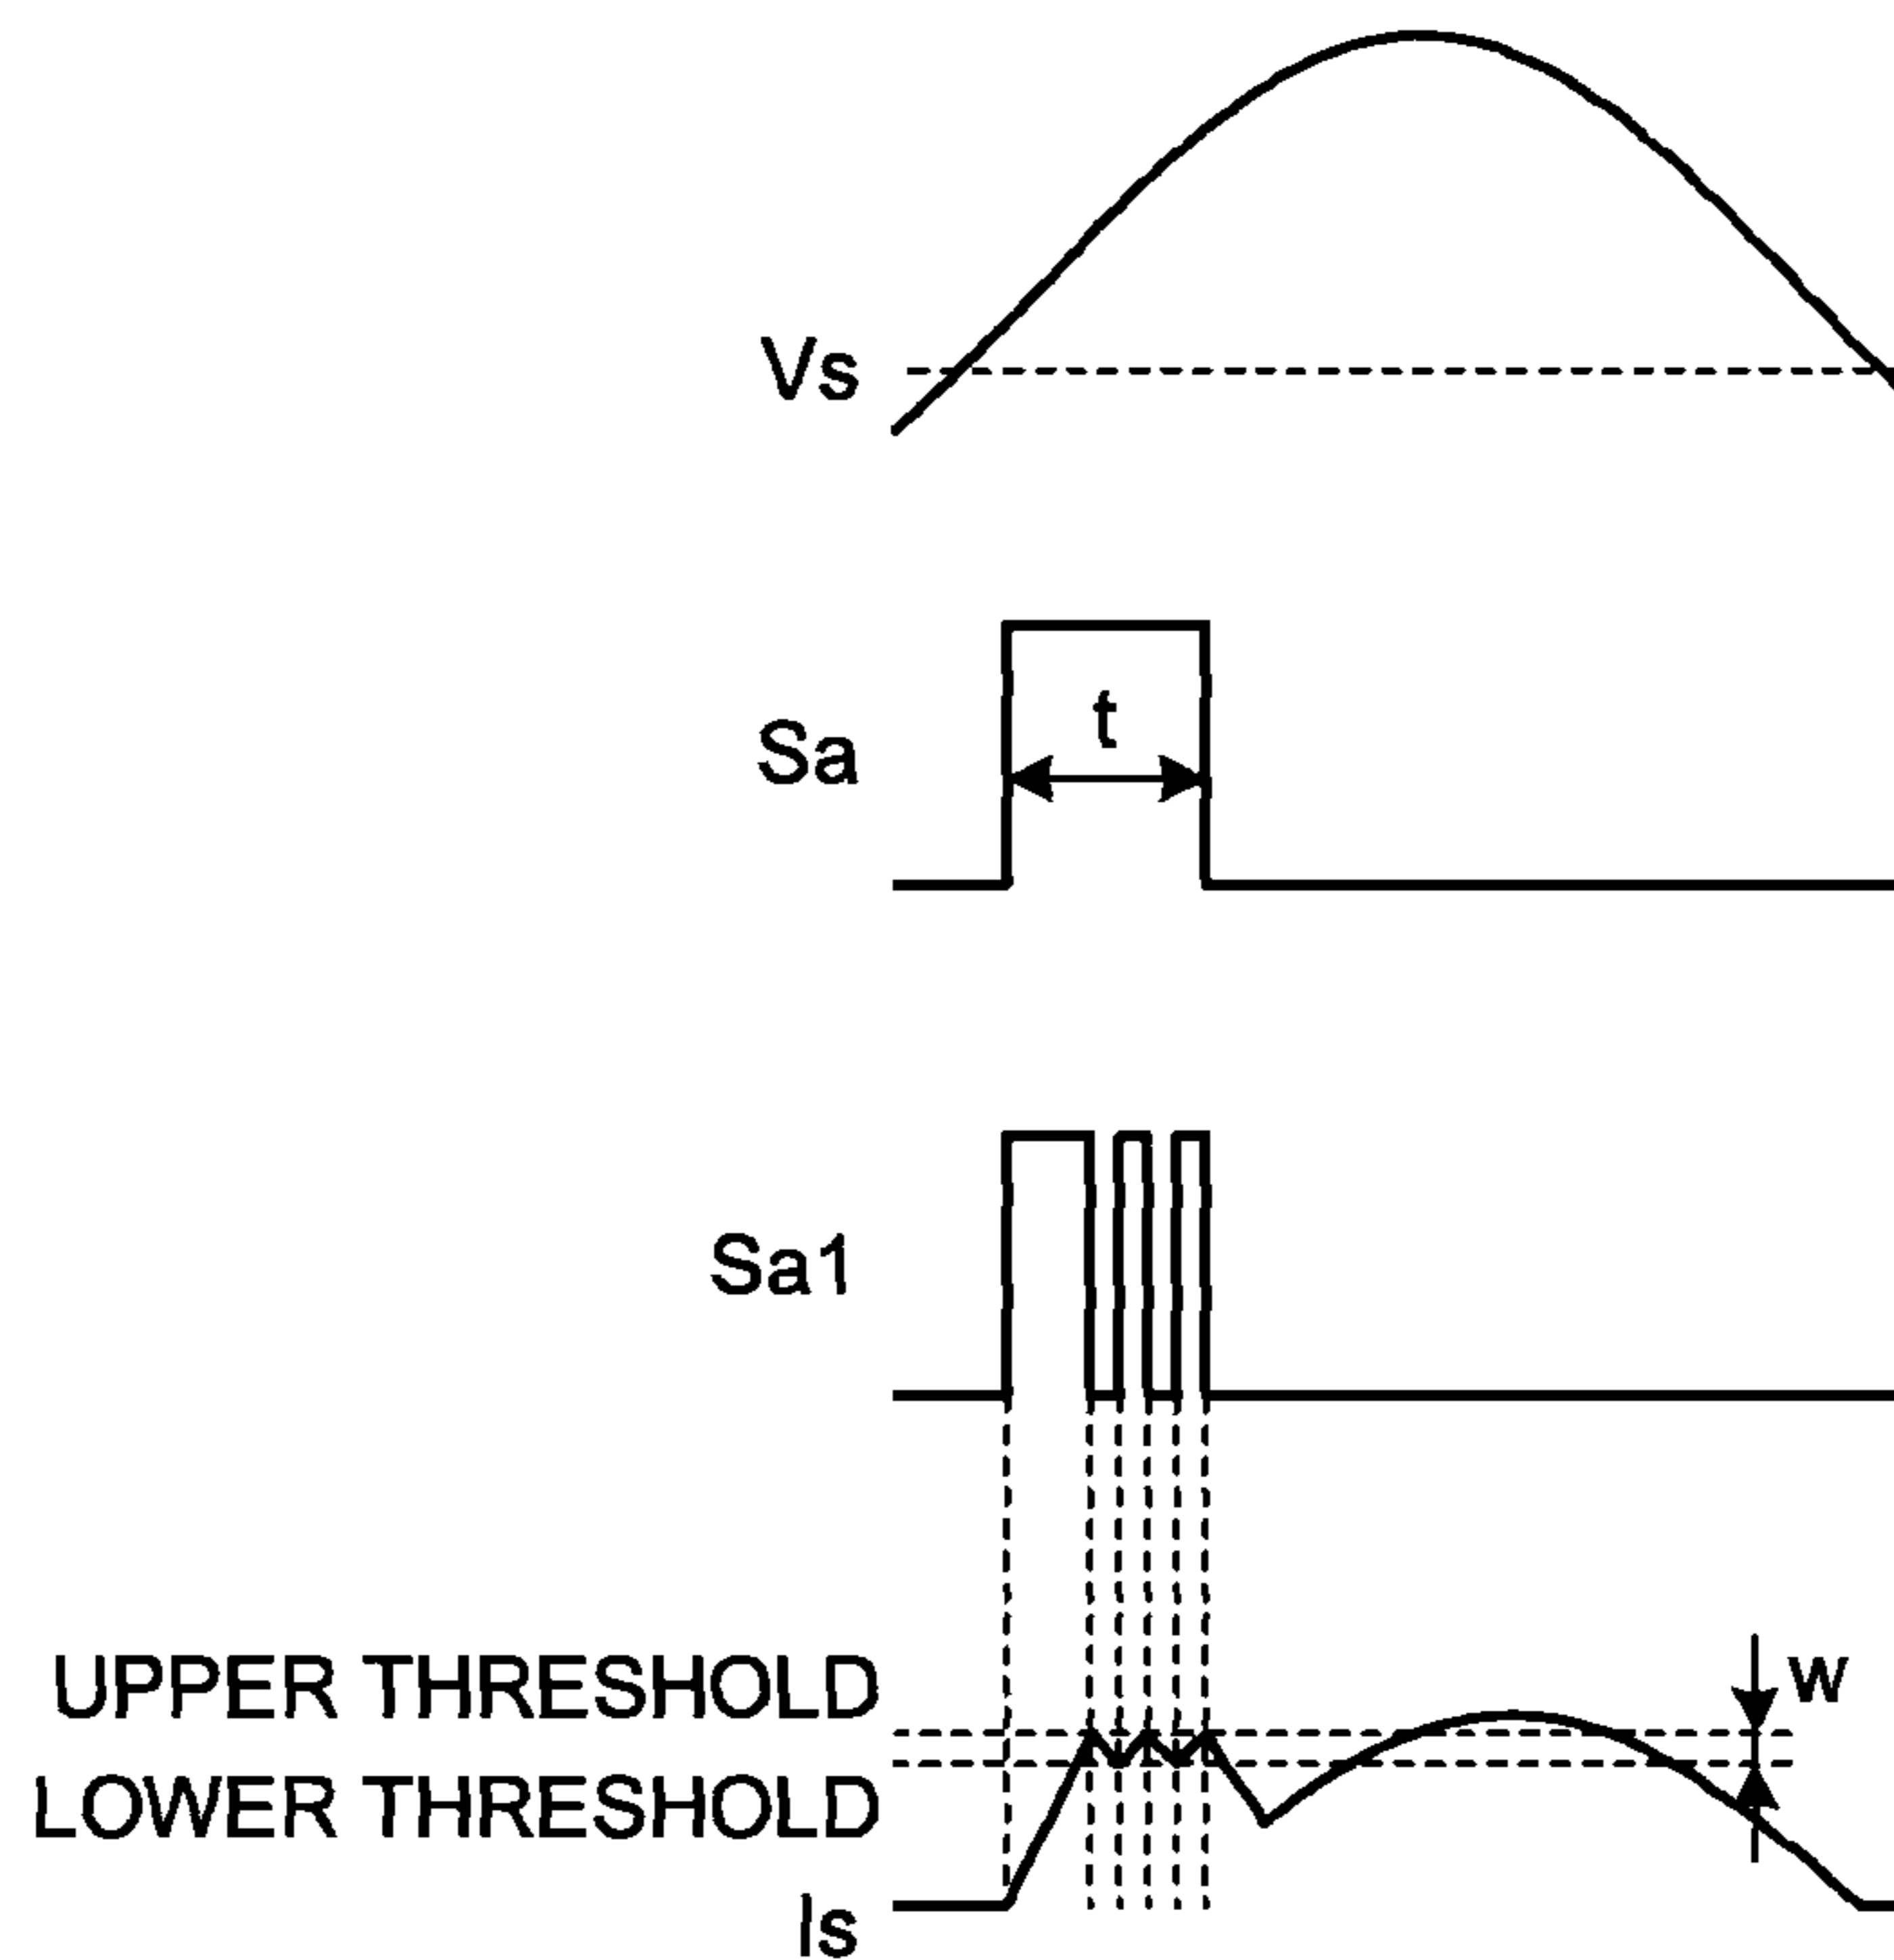 Vs
Sa
t
Sa1
UPPER THRESHOLD
w
LOWER THRESHOLD
Is